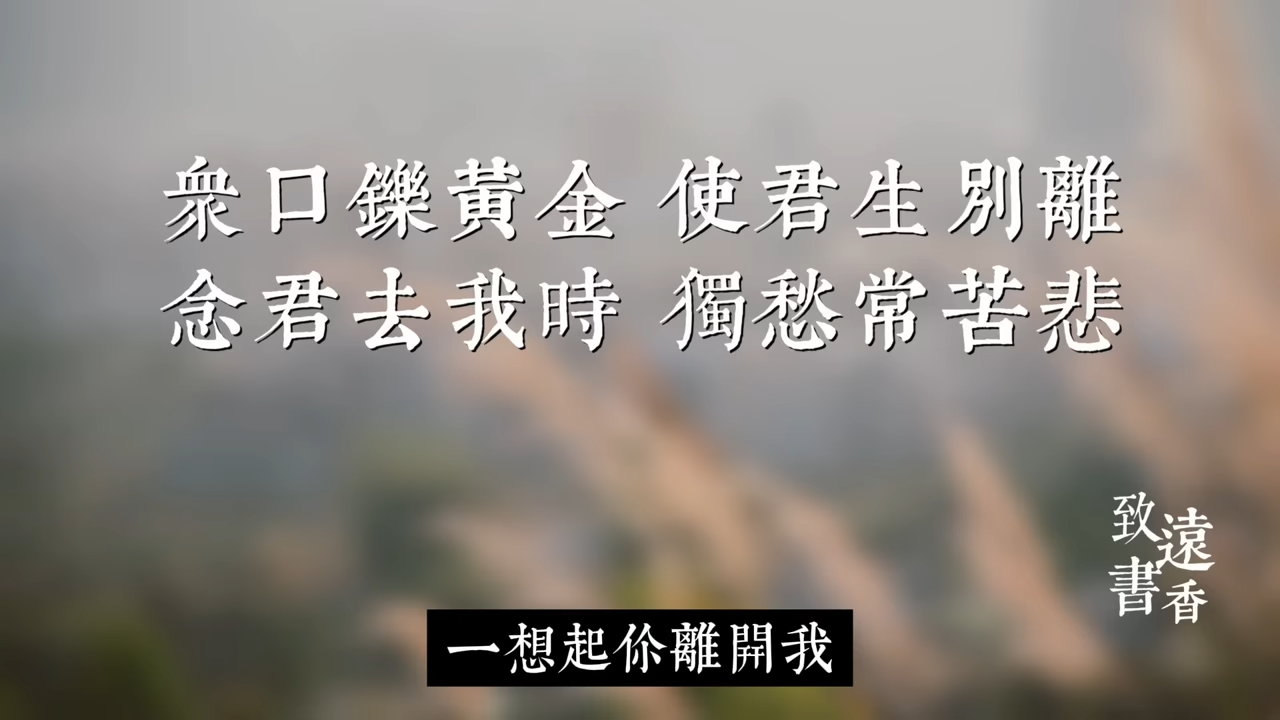 眾口鑠黃金 使君生別離
念君去我時 獨愁常苦悲
致遠書香
一想起你離開我